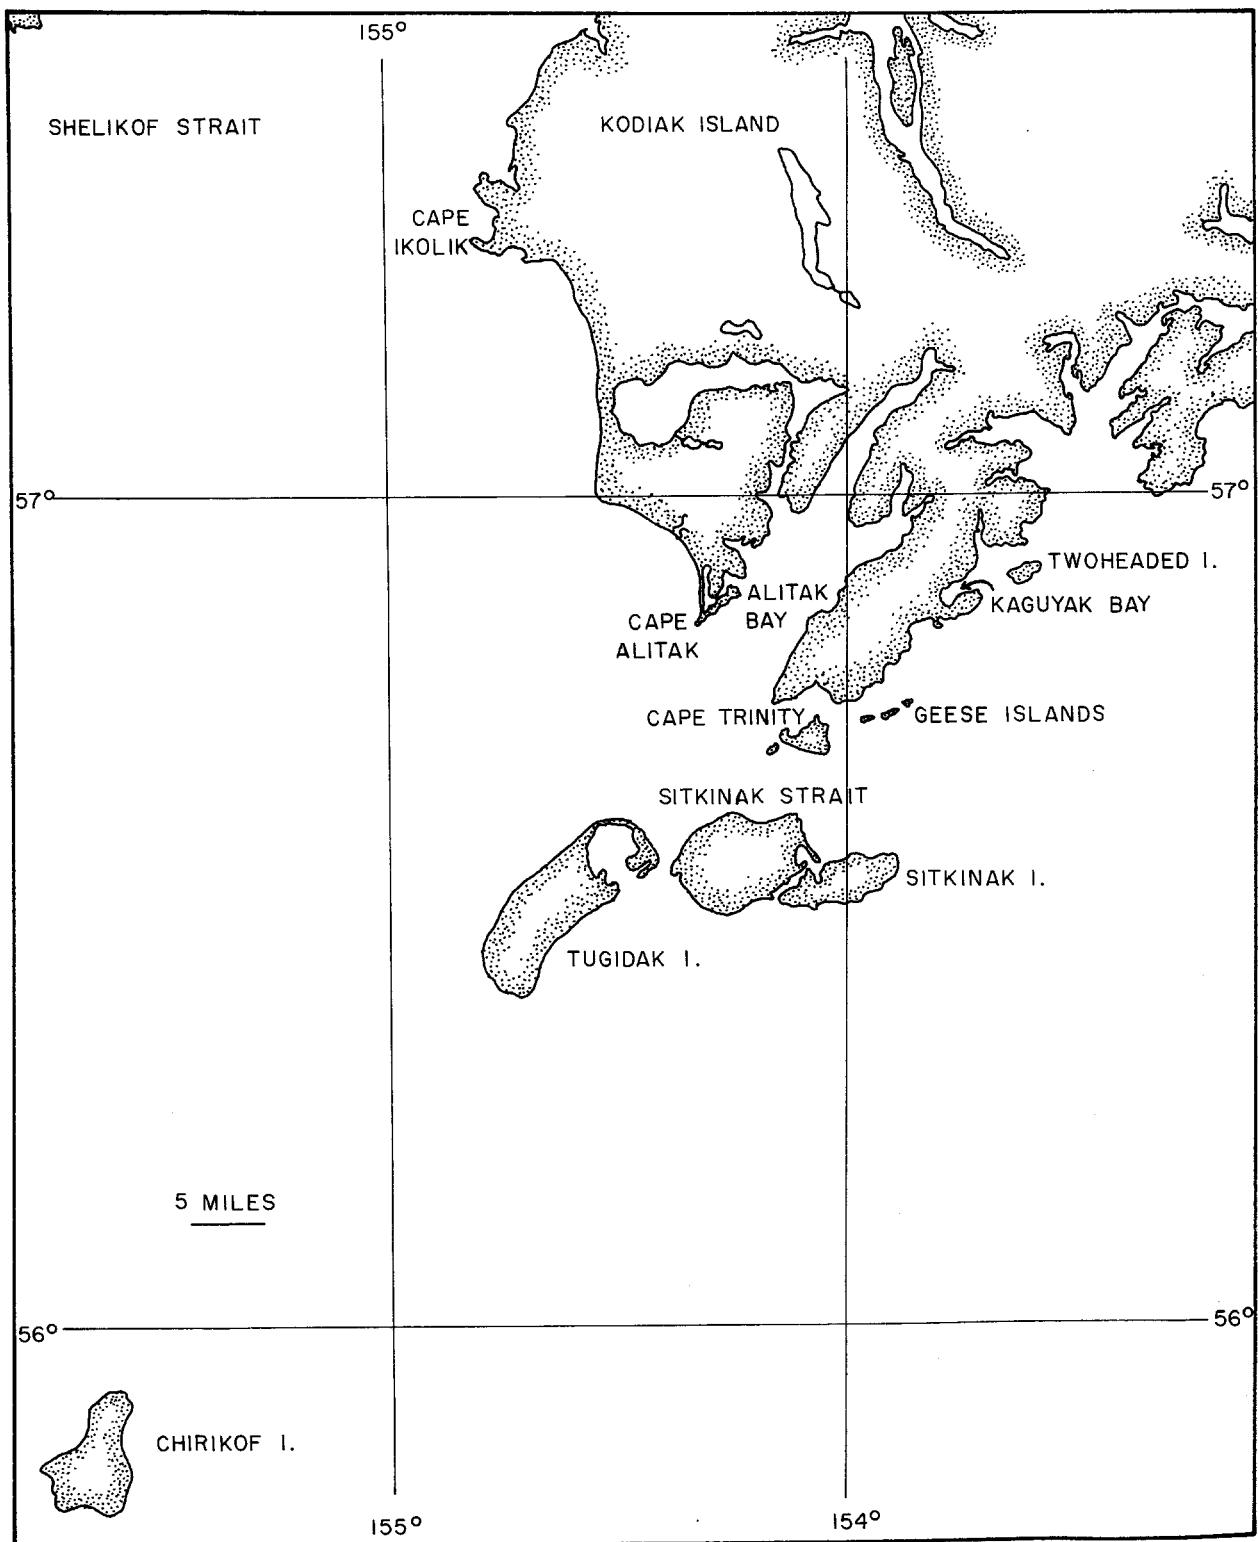 155°
SHELIKOF STRAIT
KODIAK ISLAND
CAPE
IKOLIK
57°
57°
TWOHEADED I.
ALITAK
BAY
KAGUYAK BAY
CAPE
ALITAK
CAPE TRINITY
GEESE ISLANDS
SITKINAK STRAIT
SITKINAK I.
TUGIDAK I.
5 MILES
56°
56°
CHIRIKOF I.
155°
154°